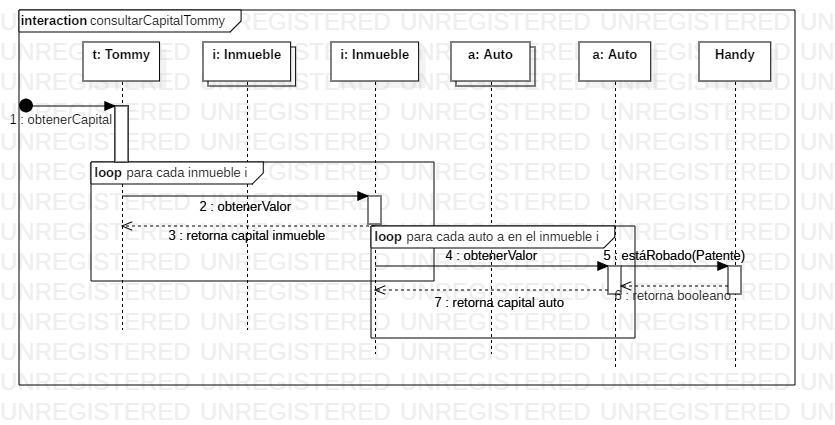 UNREGISTERED UNREGISTERED UNREGISTERED UNREGISTERED
interaction consultarCapitalTommy
t: Tommy
i: Inmueble
i: Inmueble
a: Auto
a: Auto
Handy
1 : obtenerCapital
loop para cada inmueble i
2 : obtenerValor
3 : retorna capital inmueble
loop para cada auto a en el inmueble i
4 : obtenerValor
5 : estáRobado(Patente)
6 : retorna booleano
7 : retorna capital auto